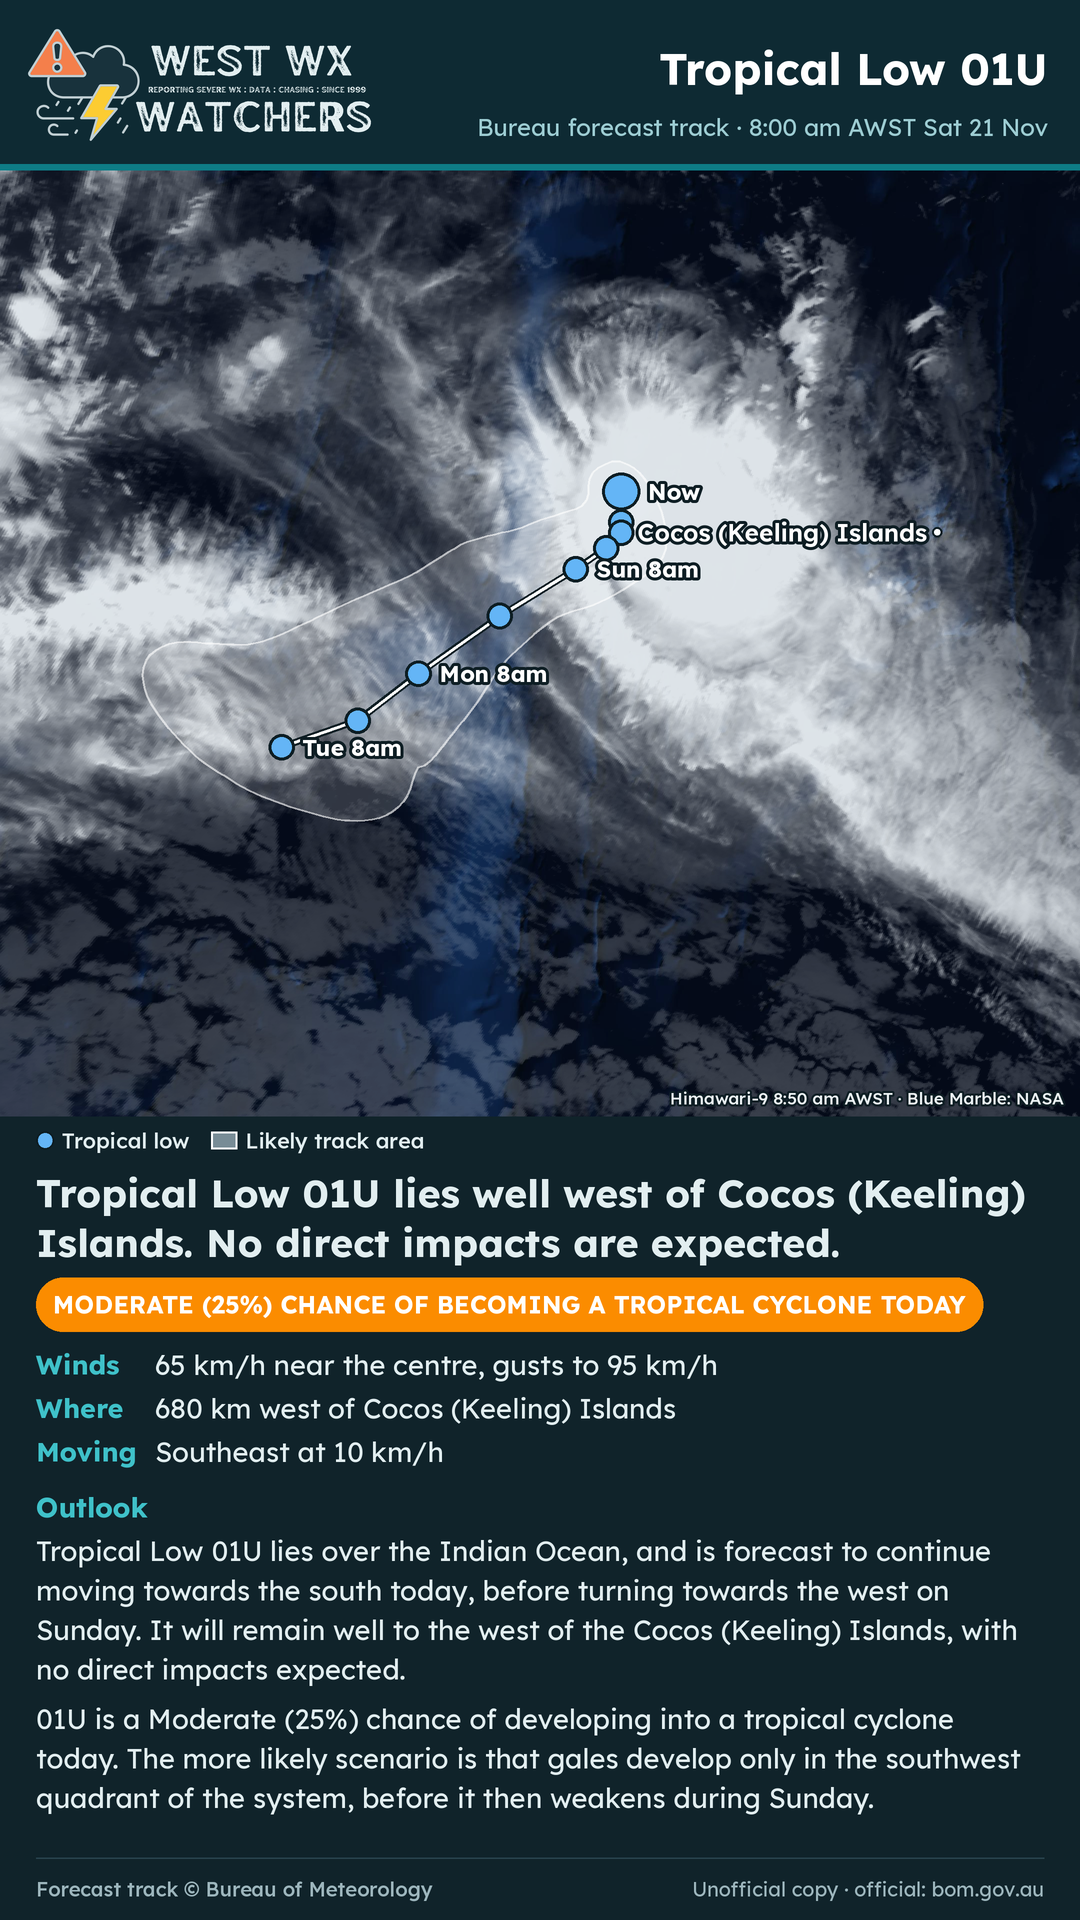 WEST WX
REPORTING SEVERE WX : DATA : CHASING : SINCE 1999
WATCHERS
Tropical Low 01U
Bureau forecast track · 8:00 am AWST Sat 21 Nov
Now
Cocos (Keeling) Islands
Sun 8am
Mon 8am
Tue 8am
Himawari-9 8:50 am AWST · Blue Marble: NASA
Tropical low
Likely track area
Tropical Low 01U lies well west of Cocos (Keeling)
Islands. No direct impacts are expected.
MODERATE (25%) CHANCE OF BECOMING A TROPICAL CYCLONE TODAY
Winds 65 km/h near the centre, gusts to 95 km/h
Where 680 km west of Cocos (Keeling) Islands
Moving Southeast at 10 km/h
Outlook
Tropical Low 01U lies over the Indian Ocean, and is forecast to continue
moving towards the south today, before turning towards the west on
Sunday. It will remain well to the west of the Cocos (Keeling) Islands, with
no direct impacts expected.
01U is a Moderate (25%) chance of developing into a tropical cyclone
today. The more likely scenario is that gales develop only in the southwest
quadrant of the system, before it then weakens during Sunday.
Forecast track © Bureau of Meteorology
Unofficial copy · official: bom.gov.au